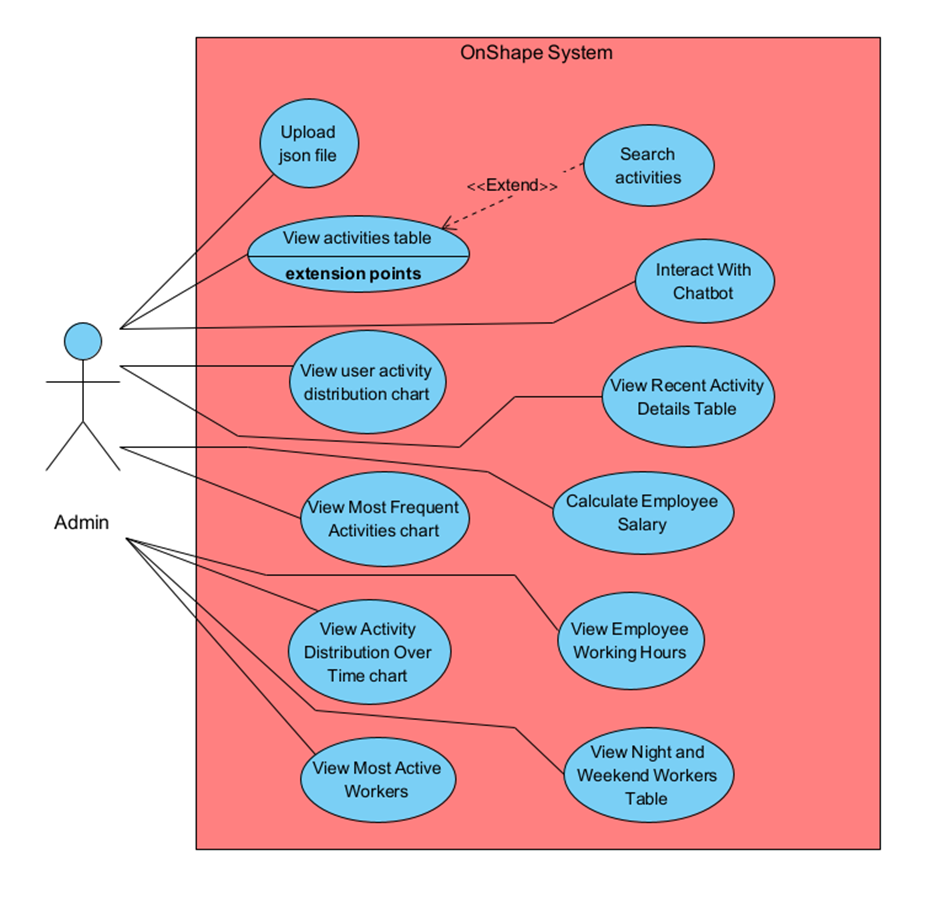 OnShape System
Upload
json file
Search
activities
<<Extend>>
View activities table
extension points
Interact With
Chatbot
View user activity
distribution chart
View Recent Activity
Details Table
Admin
View Most Frequent
Activities chart
Calculate Employee
Salary
View Activity
Distribution Over
Time chart
View Employee
Working Hours
View Most Active
Workers
View Night and
Weekend Workers
Table